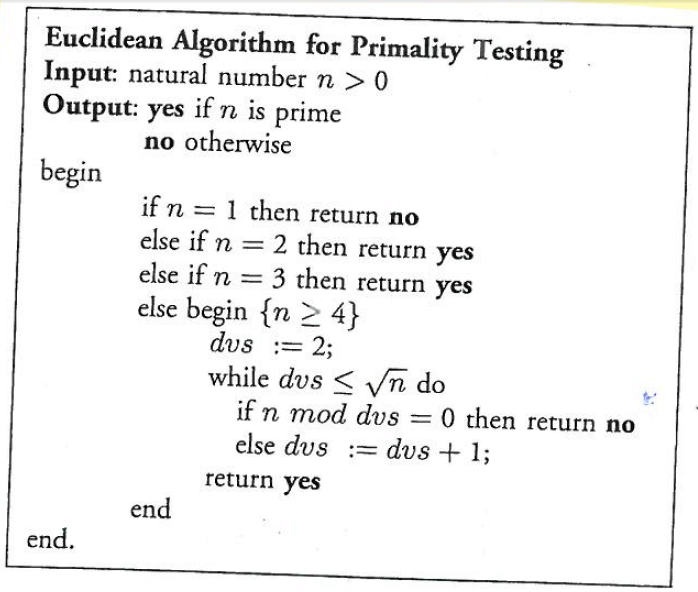 Euclidean Algorithm for Primality Testing
Input: natural number n > 0
Output: yes if n is prime
no otherwise
begin
if n = 1 then return no
else if n = 2 then return yes
else if n = 3 then return yes
else begin {n ≥ 4}
dvs := 2;
while dvs ≤ √n do
if n mod dvs = 0 then return no
else dvs := dvs + 1;
return yes
end
end.